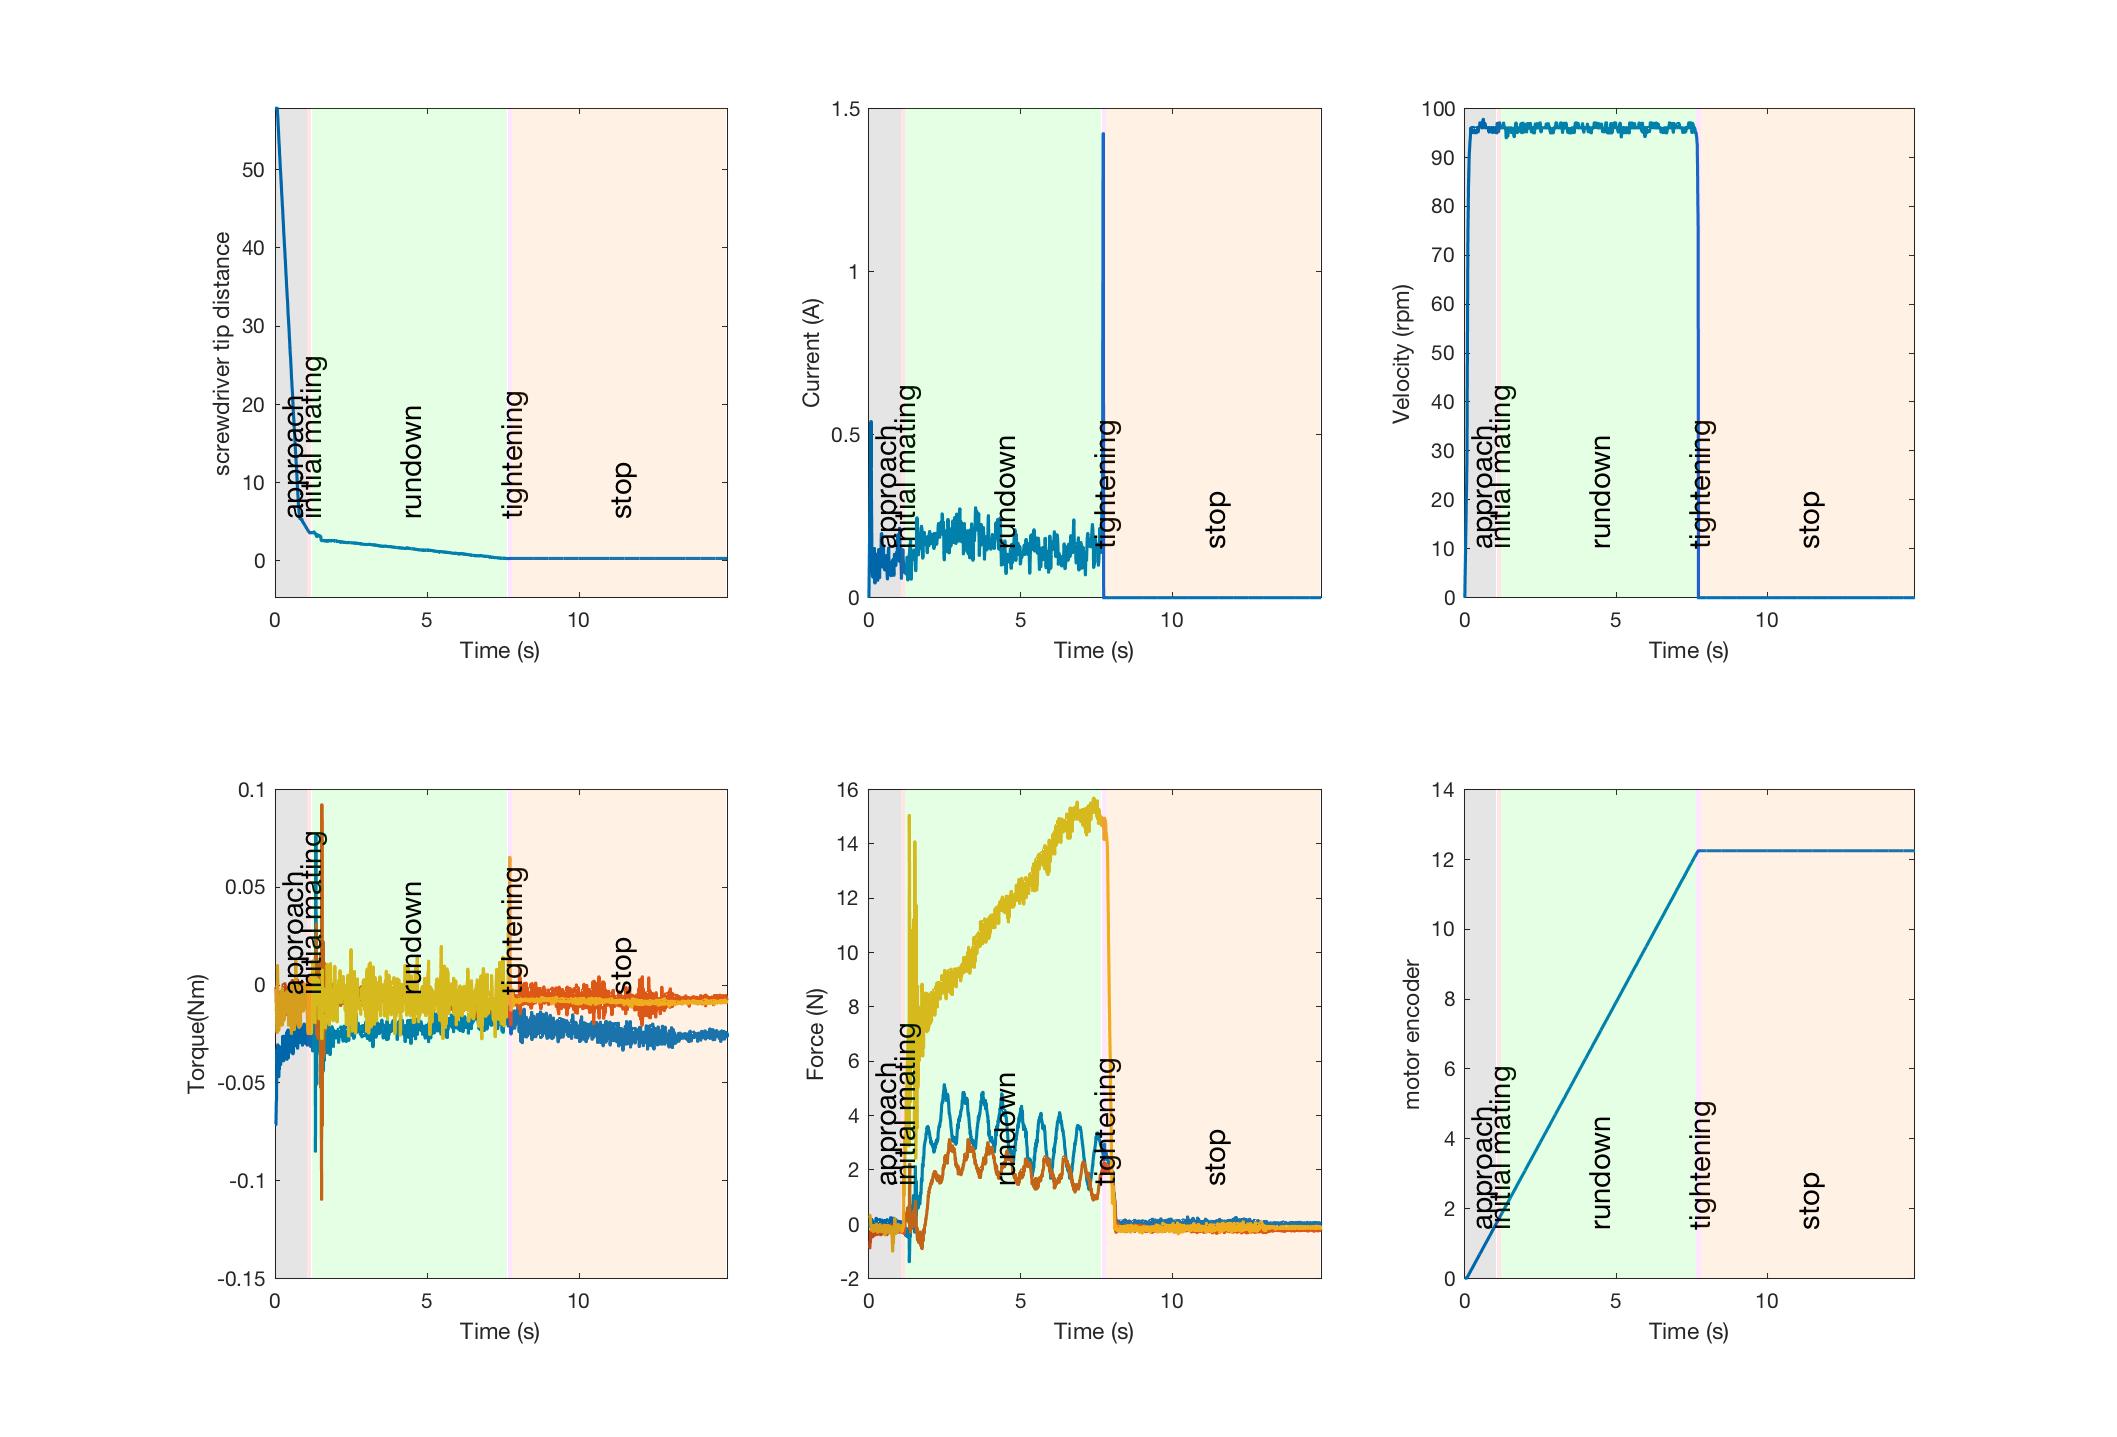 screwdriver tip distance
50
40
30
20
10
0
approach
initial mating
rundown
tightening
stop
0
5
10
Time (s)
Current (A)
1.5
1
0.5
0
approach
initial mating
rundown
tightening
stop
0
5
10
Time (s)
Velocity (rpm)
100
90
80
70
60
50
40
30
20
10
0
approach
initial mating
rundown
tightening
stop
0
5
10
Time (s)
Torque(Nm)
0.1
0.05
0
-0.05
-0.1
-0.15
approach
initial mating
rundown
tightening
stop
0
5
10
Time (s)
Force (N)
16
14
12
10
8
6
4
2
0
-2
approach
initial mating
rundown
tightening
stop
0
5
10
Time (s)
motor encoder
14
12
10
8
6
4
2
0
approach
initial mating
rundown
tightening
stop
0
5
10
Time (s)